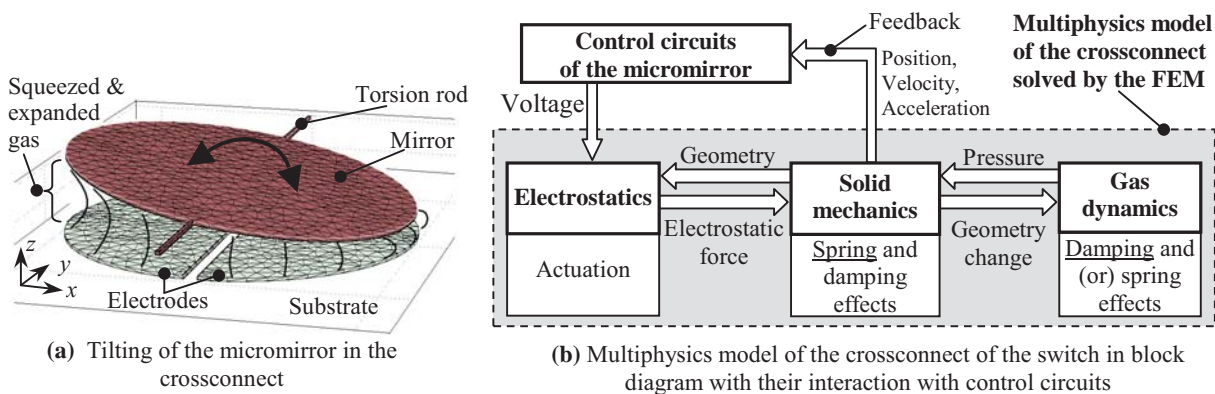 Squeezed &
expanded
gas
Torsion rod
Mirror
z
y
x
Electrodes
Substrate
(a) Tilting of the micromirror in the
crossconnect
Control circuits
of the micromirror
Feedback
Position,
Velocity,
Acceleration
Multiphysics model
of the crossconnect
solved by the FEM
Voltage
Electrostatics
Actuation
Geometry
Electrostatic
force
Solid
mechanics
Spring and
damping
effects
Pressure
Geometry
change
Gas
dynamics
Damping and
(or) spring
effects
(b) Multiphysics model of the crossconnect of the switch in block
diagram with their interaction with control circuits